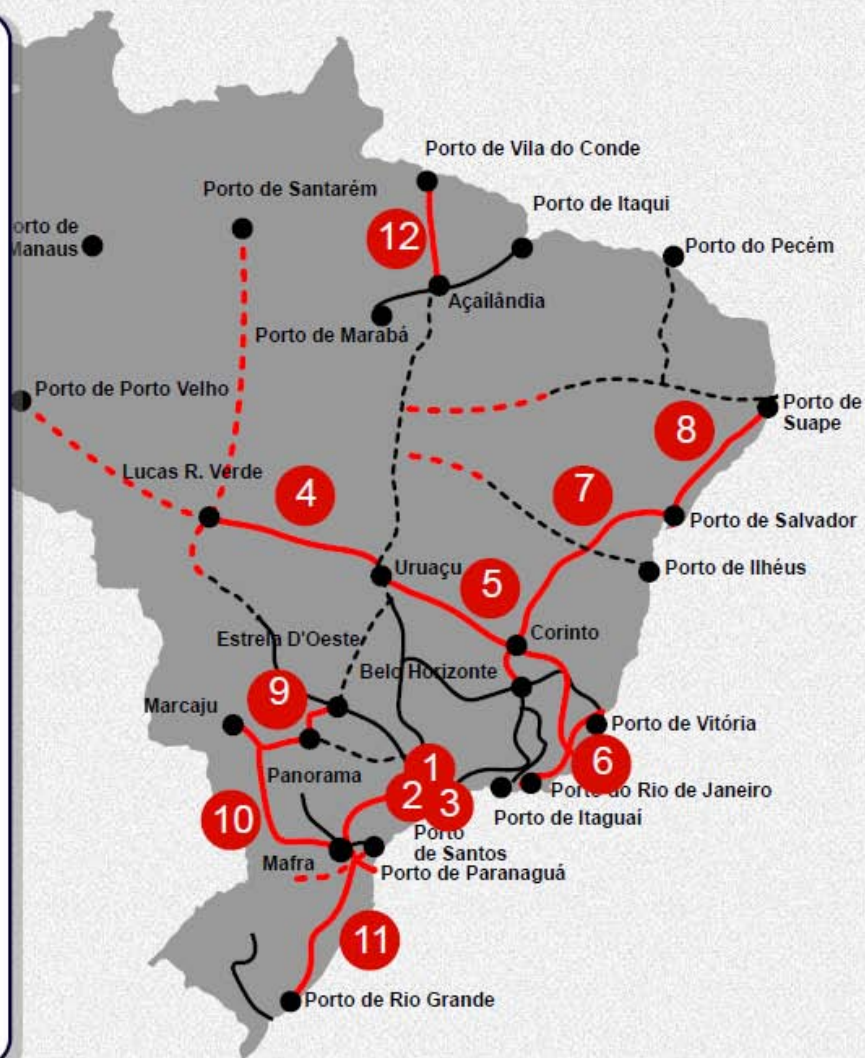 Porto de Vila do Conde
Porto de Santarém
Porto de Itaqui
12
orto de
Manaus
Porto do Pecém
Açaílândia
Porto de Marabá
Porto de Porto Velho
Porto de
Suape
8
Lucas R. Verde
4
7
Porto de Salvador
Uruaçu
5
Porto de Ilhéus
Estrela D'Oeste
Corinto
Belo Horizonte
9
Marcaju
Porto de Vitória
Panorama
1
6
2
3
Porto do Rio de Janeiro
10
Porto de Itaguaí
Porto
de Santos
Mafra
Porto de Paranaguá
11
Porto de Rio Grande